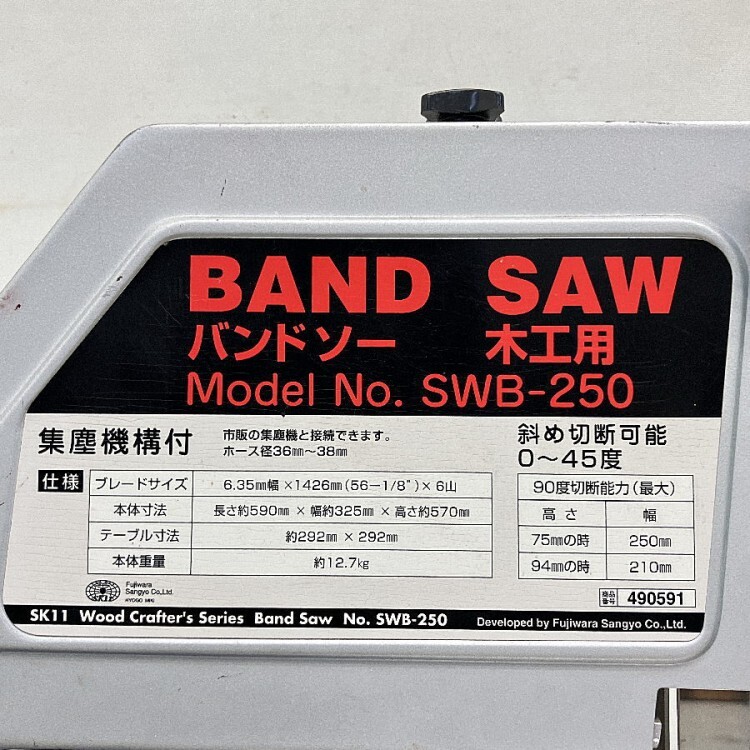 BAND SAW
バンドソー 木工用
Model No. SWB-250
集塵機構付
市販の集塵機と接続できます。
ホース径36㎜～38㎜
斜め切断可能
0～45度
仕様
ブレードサイズ 6.35㎜幅×1426㎜(56－1/8")×6山
本体寸法 長さ約590㎜×幅約325㎜×高さ約570㎜
テーブル寸法 約292㎜×292㎜
本体重量 約12.7㎏
90度切断能力(最大)
高さ 幅
75㎜の時 250㎜
94㎜の時 210㎜
SK11
Fujiwara
Sangyo Co.,Ltd.
HYOGO MIKI
商品番号 490591
SK11 Wood Crafter's Series Band Saw No. SWB-250
Developed by Fujiwara Sangyo Co.,Ltd.